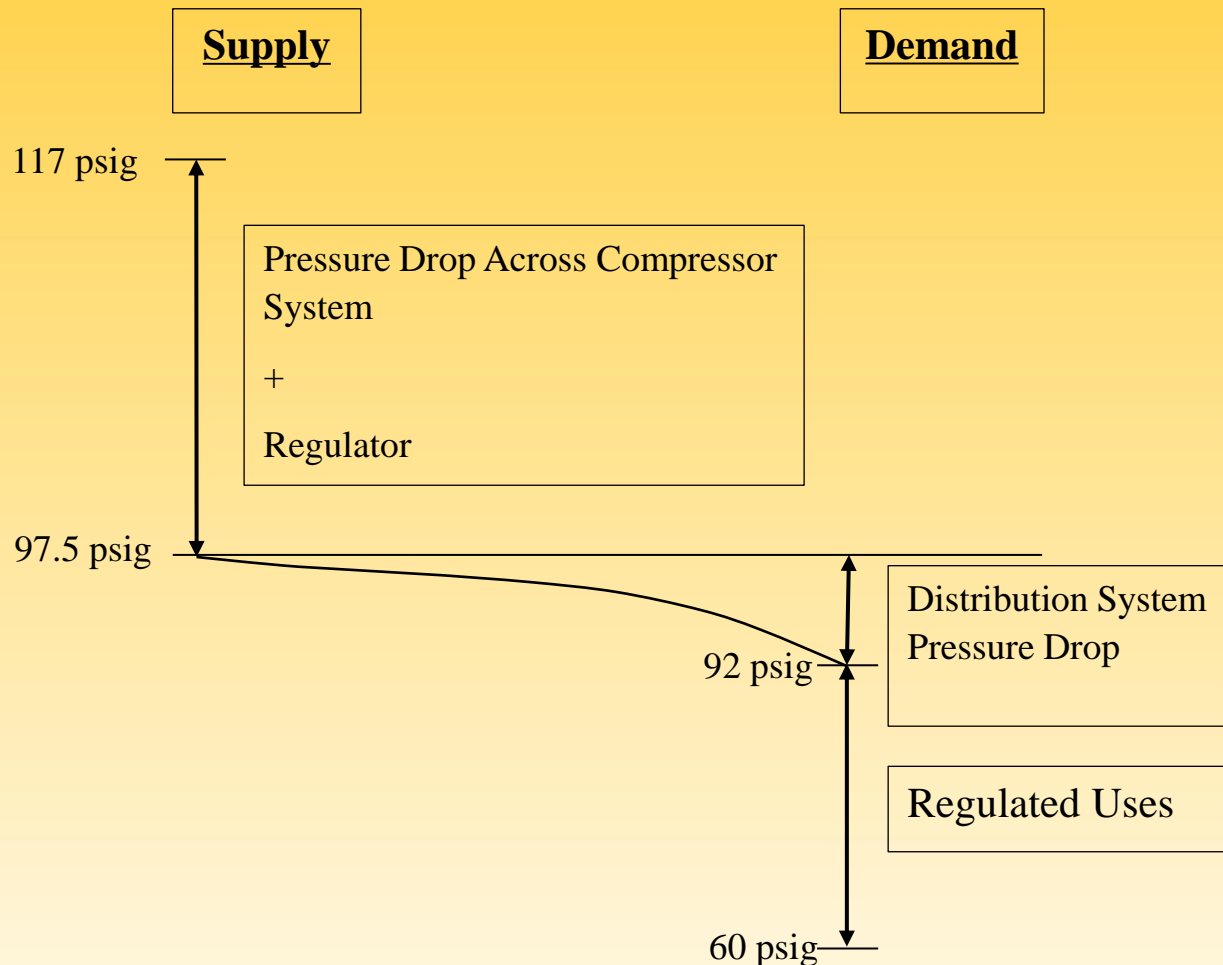 Supply
Demand
117 psig
Pressure Drop Across Compressor
System
+
Regulator
97.5 psig
Distribution System
Pressure Drop
92 psig
Regulated Uses
60 psig